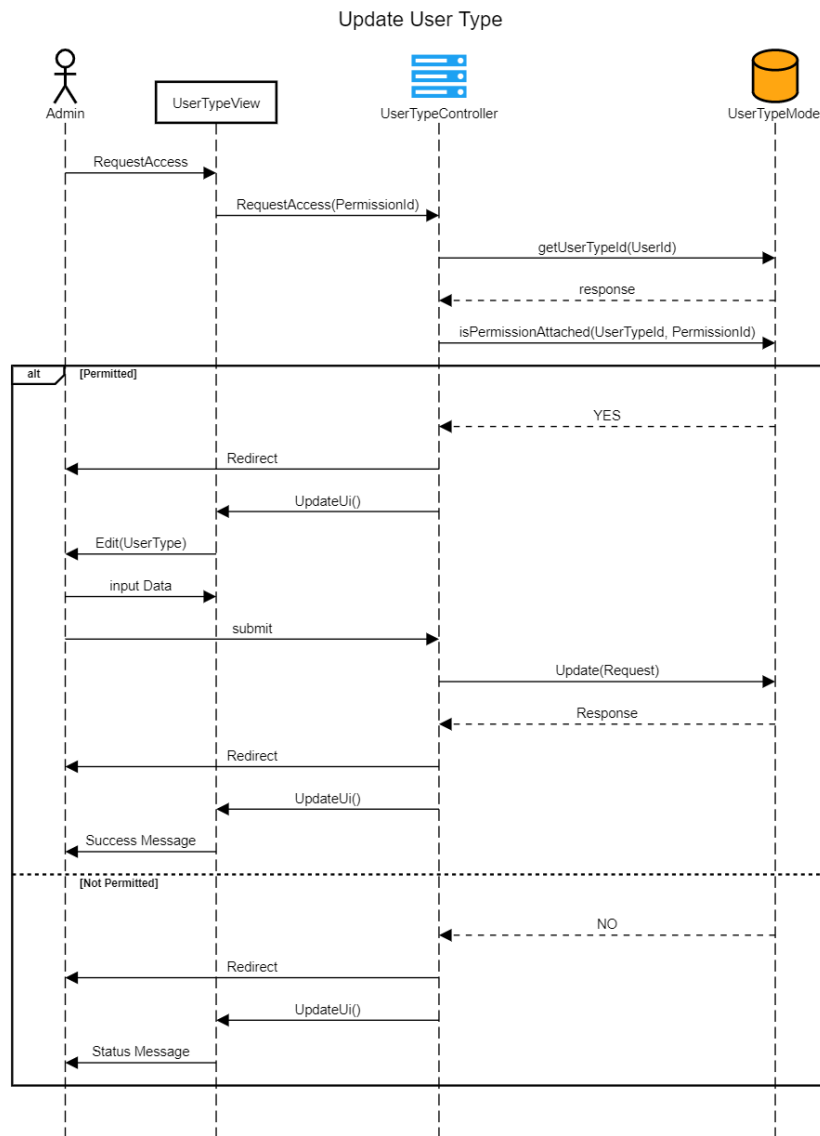 Update User Type
Admin
UserTypeView
UserTypeController
UserTypeMode
RequestAccess
RequestAccess(PermissionId)
getUserTypeId(UserId)
response
isPermissionAttached(UserTypeId, PermissionId)
alt [Permitted]
YES
Redirect
UpdateUi()
Edit(UserType)
input Data
submit
Update(Request)
Response
Redirect
UpdateUi()
Success Message
[Not Permitted]
NO
Redirect
UpdateUi()
Status Message